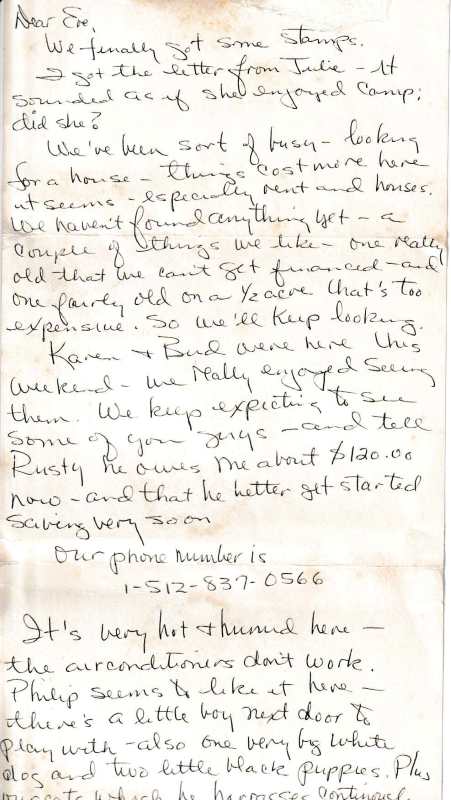 Dear Eve,
We finally got some stamps.
I got the letter from Julie - It
sounded as if she enjoyed camp;
did she?
We've been sort of busy - looking
for a house - things cost more here
it seems - especially rent and houses.
We haven't found anything yet - a
couple of things we like - one really
old that we can't get financed - and
one fairly old on a 1/2 acre that's too
expensive. So we'll keep looking.
Karen + Bud were here this
weekend - we really enjoyed seeing
them. We keep expecting to see
some of you guys - and tell
Rusty he owes me about $120.00
now - and that he better get started
saving very soon
Our phone number is
1-512-837-0566
It's very hot + humid here -
the airconditioners don't work.
Philip seems to like it here -
there's a little boy next door to
play with - also one very big white
dog and two little black puppies. Plus
our cats which he harrasses continual.